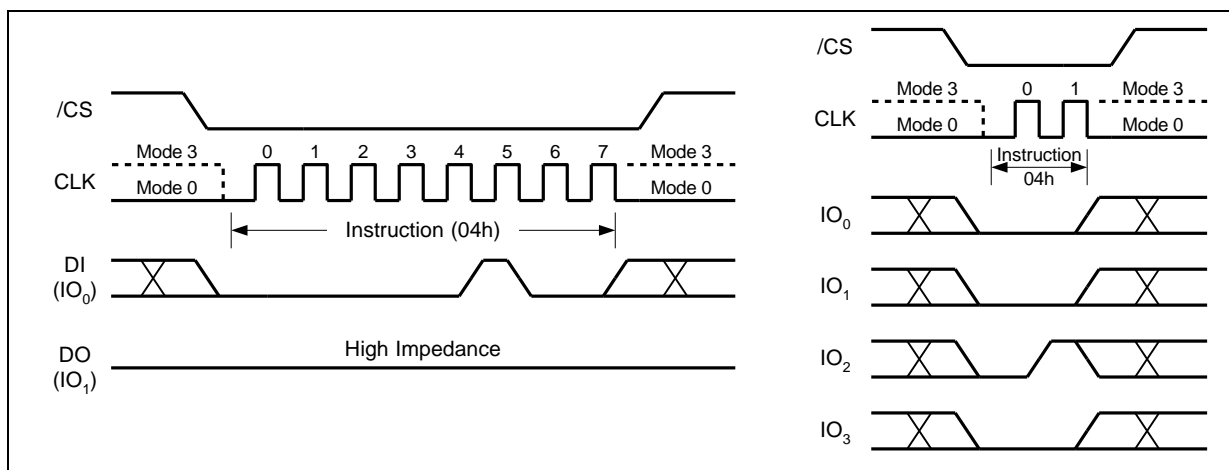 /CS
Mode 3 0 1 2 3 4 5 6 7 Mode 3
CLK Mode 0 Mode 0
Instruction (04h)
DI
(IO0)
High Impedance
DO
(IO1)
/CS
Mode 3 0 1 Mode 3
CLK Mode 0 Mode 0
Instruction
04h
IO0
IO1
IO2
IO3